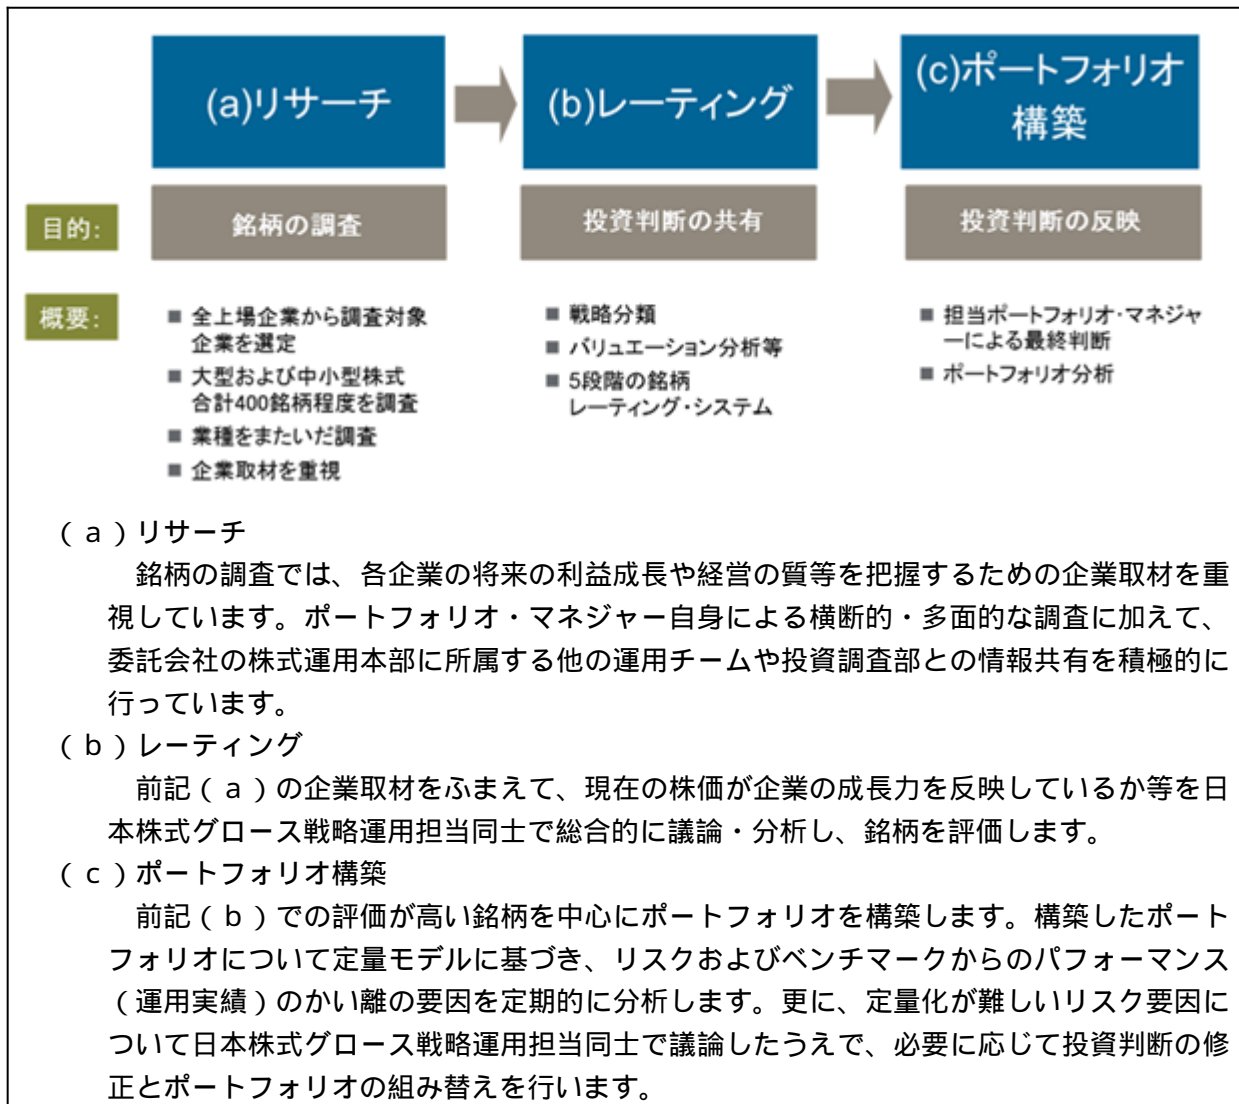 (a)リサーチ
(b)レーティング
(c)ポートフォリオ
構築
目的:
銘柄の調査
投資判断の共有
投資判断の反映
概要:
■ 全上場企業から調査対象
企業を選定
■ 大型および中小型株式
合計400銘柄程度を調査
■ 業種をまたいだ調査
■ 企業取材を重視
■ 戦略分類
■ バリュエーション分析等
■ 5段階の銘柄
レーティング・システム
■ 担当ポートフォリオ・マネジャ
ーによる最終判断
■ ポートフォリオ分析
（ａ）リサーチ
銘柄の調査では、各企業の将来の利益成長や経営の質等を把握するための企業取材を重
視しています。ポートフォリオ・マネジャー自身による横断的・多面的な調査に加えて、
委託会社の株式運用本部に所属する他の運用チームや投資調査部との情報共有を積極的に
行っています。
（ｂ）レーティング
前記（ａ）の企業取材をふまえて、現在の株価が企業の成長力を反映しているか等を日
本株式グロース戦略運用担当同士で総合的に議論・分析し、銘柄を評価します。
（ｃ）ポートフォリオ構築
前記（ｂ）での評価が高い銘柄を中心にポートフォリオを構築します。構築したポート
フォリオについて定量モデルに基づき、リスクおよびベンチマークからのパフォーマンス
（運用実績）のかい離の要因を定期的に分析します。更に、定量化が難しいリスク要因に
ついて日本株式グロース戦略運用担当同士で議論したうえで、必要に応じて投資判断の修
正とポートフォリオの組み替えを行います。